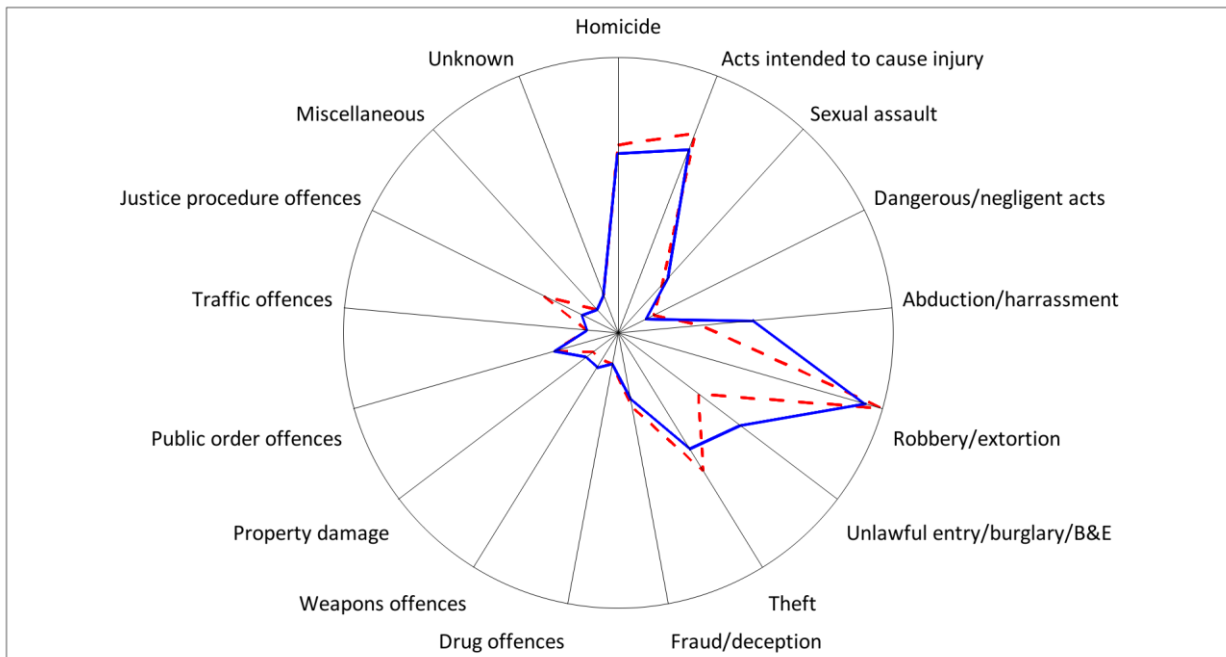 Homicide
Acts intended to cause injury
Sexual assault
Dangerous/negligent acts
Abduction/harrassment
Robbery/extortion
Unlawful entry/burglary/B&E
Theft
Fraud/deception
Drug offences
Weapons offences
Property damage
Public order offences
Traffic offences
Justice procedure offences
Miscellaneous
Unknown